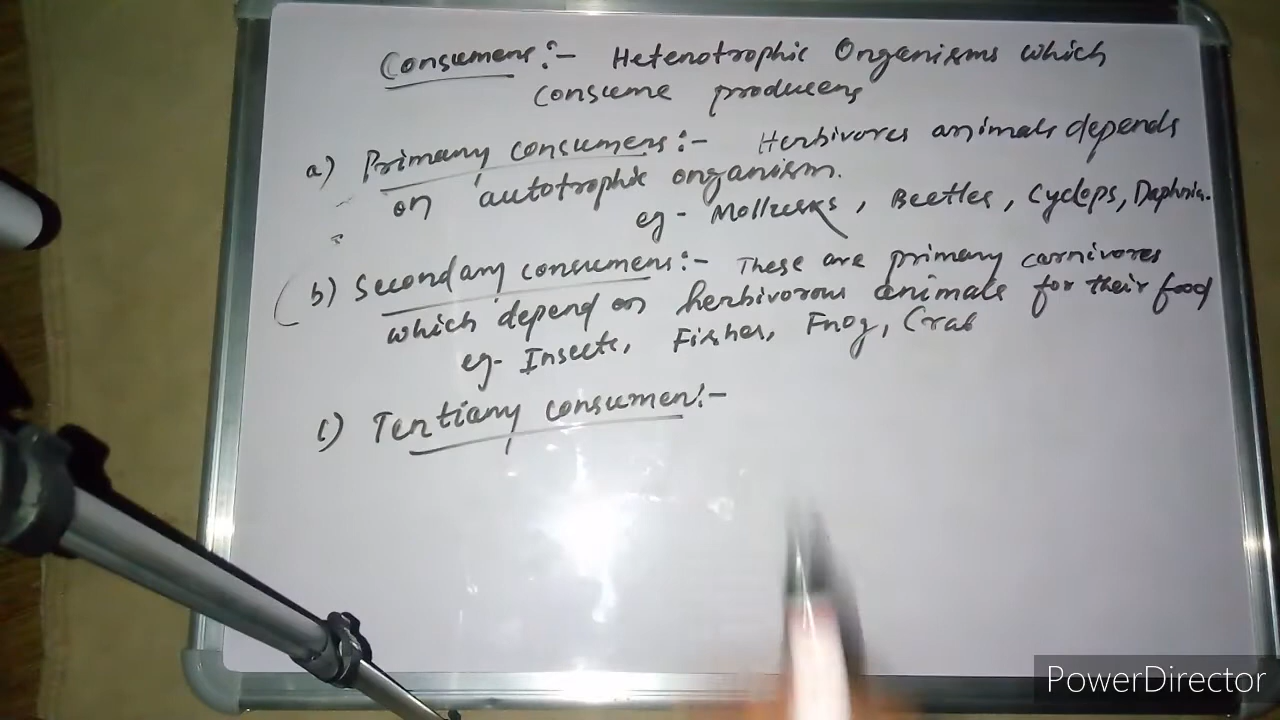 Consumers:- Heterotrophic Organisms which
consume producers
a) Primary consumers:- Herbivores animals depends
on autotrophic organism.
eg - Mollusks, Beetles, Cyclops, Daphnia.
b) Secondary consumers:- These are primary carnivores
which depend on herbivorous animals for their food
eg- Insects, Fishes, Frog, Crab
c) Tertiary consumer:-
PowerDirector